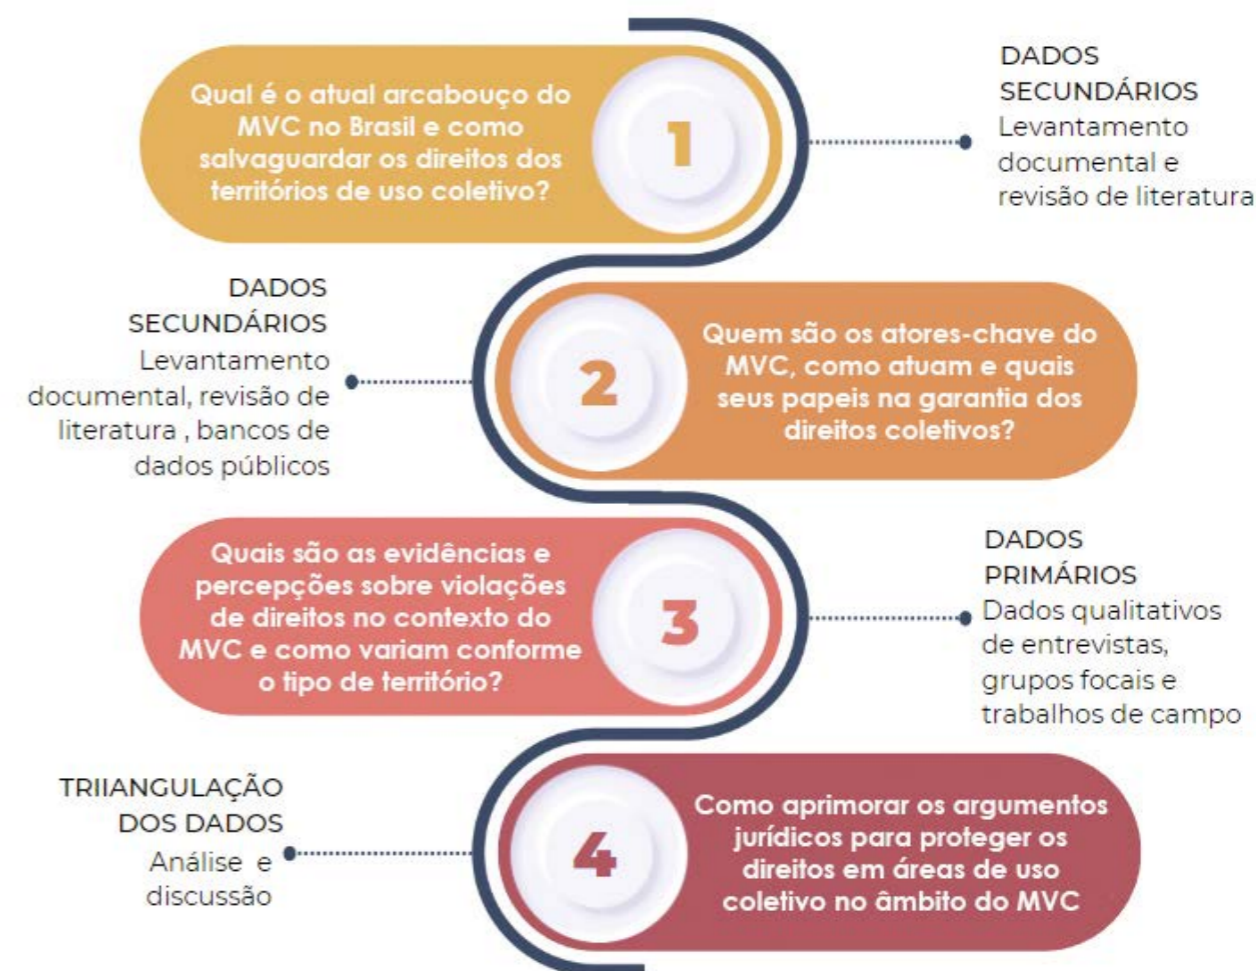 Qual é o atual arcabouço do
MVC no Brasil e como
salvaguardar os direitos dos
territórios de uso coletivo?
1
DADOS
SECUNDÁRIOS
Levantamento
documental e
revisão de literatura
DADOS
SECUNDÁRIOS
Levantamento
documental, revisão de
literatura , bancos de
dados públicos
2
Quem são os atores-chave do
MVC, como atuam e quais
seus papeis na garantia dos
direitos coletivos?
Quais são as evidências e
percepções sobre violações
de direitos no contexto do
MVC e como variam conforme
o tipo de território?
3
DADOS
PRIMÁRIOS
Dados qualitativos
de entrevistas,
grupos focais e
trabalhos de campo
TRIIANGULAÇÃO
DOS DADOS
Análise e
discussão
4
Como aprimorar os argumentos
jurídicos para proteger os
direitos em áreas de uso
coletivo no âmbito do MVC